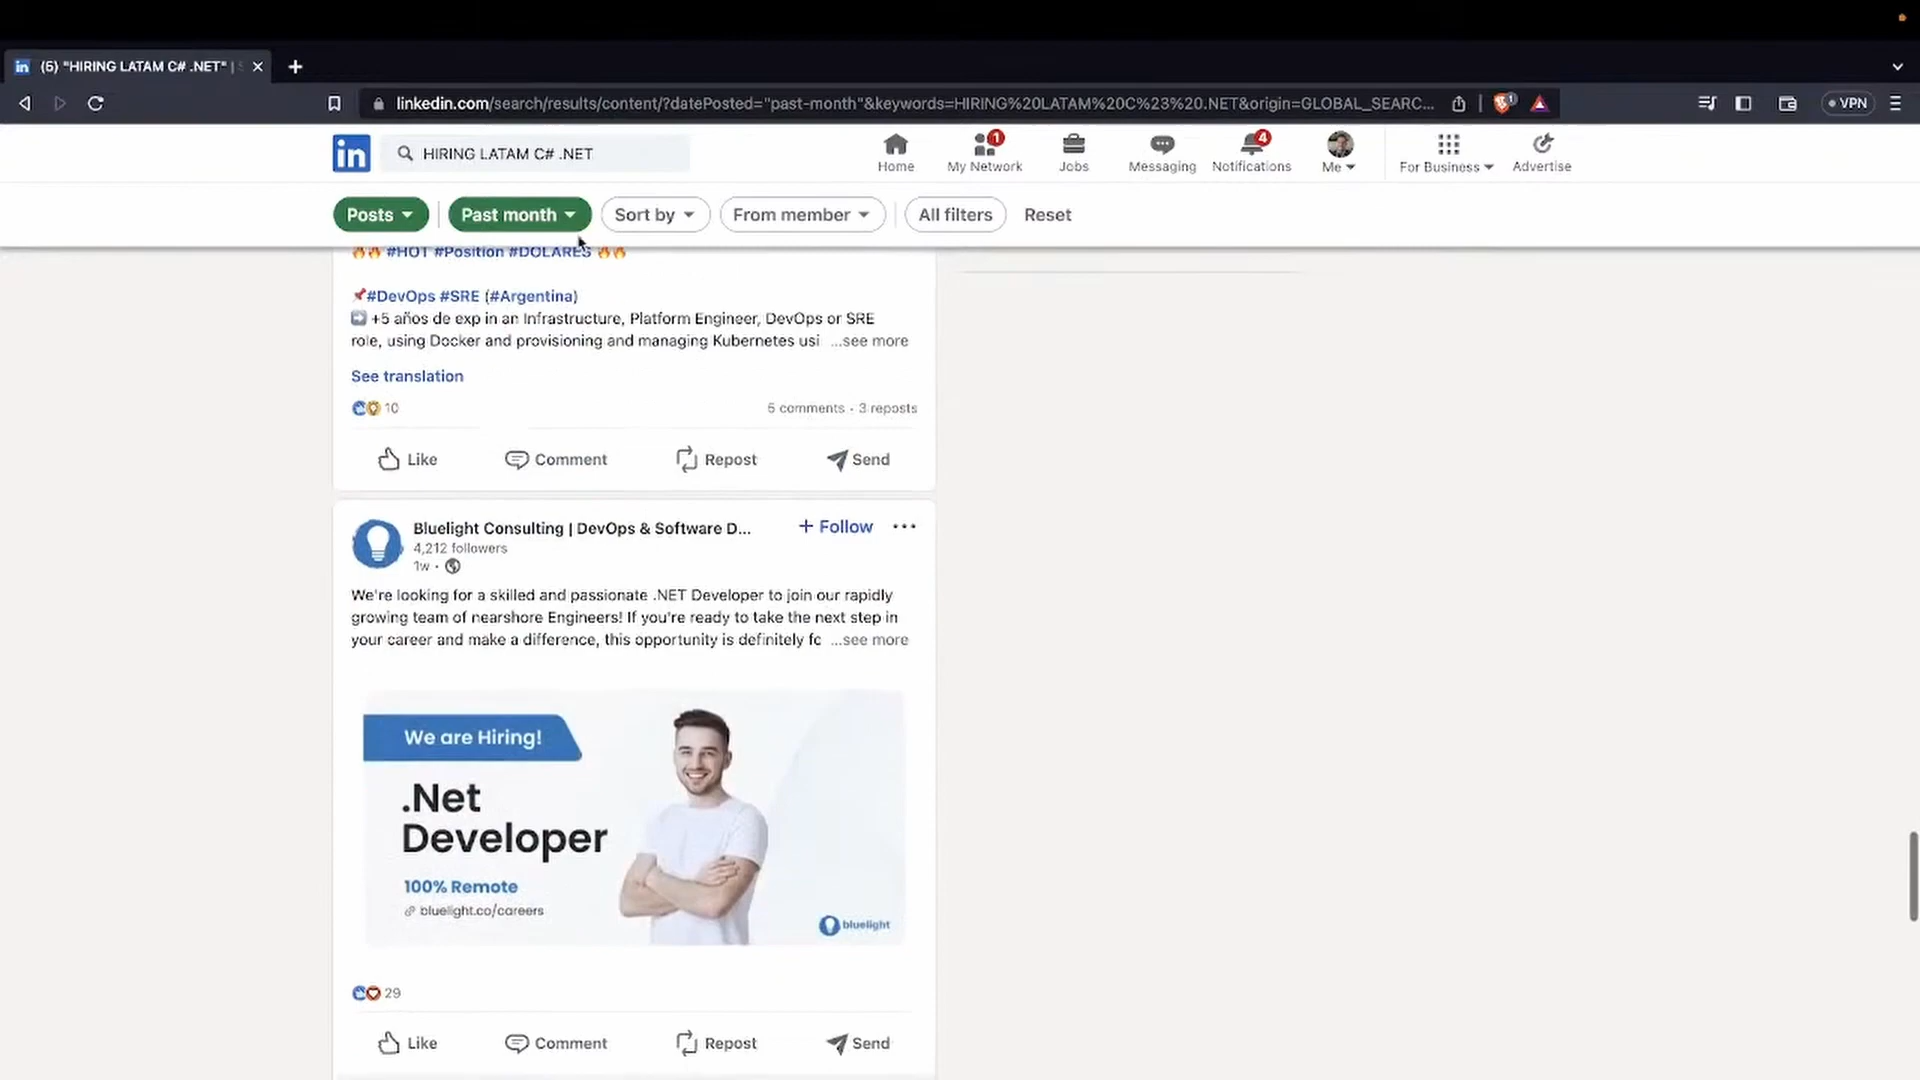 (5) "HIRING LATAM C# .NET" |
linkedin.com/search/results/content/?datePosted="past-month"&keywords=HIRING%20LATAM%20C%23%20.NET&origin=GLOBAL_SEARC...
1
VPN
in
HIRING LATAM C# .NET
Home
1
My Network
Jobs
Messaging
4
Notifications
Me
For Business
Advertise
Posts
Past month
Sort by
From member
All filters
Reset
#HOT #Position #DOLARES
#DevOps #SRE (#Argentina)
+5 años de exp in an Infrastructure, Platform Engineer, DevOps or SRE
role, using Docker and provisioning and managing Kubernetes usi ...see more
See translation
10
5 comments · 3 reposts
Like
Comment
Repost
Send
Bluelight Consulting | DevOps & Software D...
+ Follow
4,212 followers
1w ·
We're looking for a skilled and passionate .NET Developer to join our rapidly
growing team of nearshore Engineers! If you're ready to take the next step in
your career and make a difference, this opportunity is definitely fo ...see more
We are Hiring!
.Net
Developer
100% Remote
bluelight.co/careers
bluelight
29
Like
Comment
Repost
Send